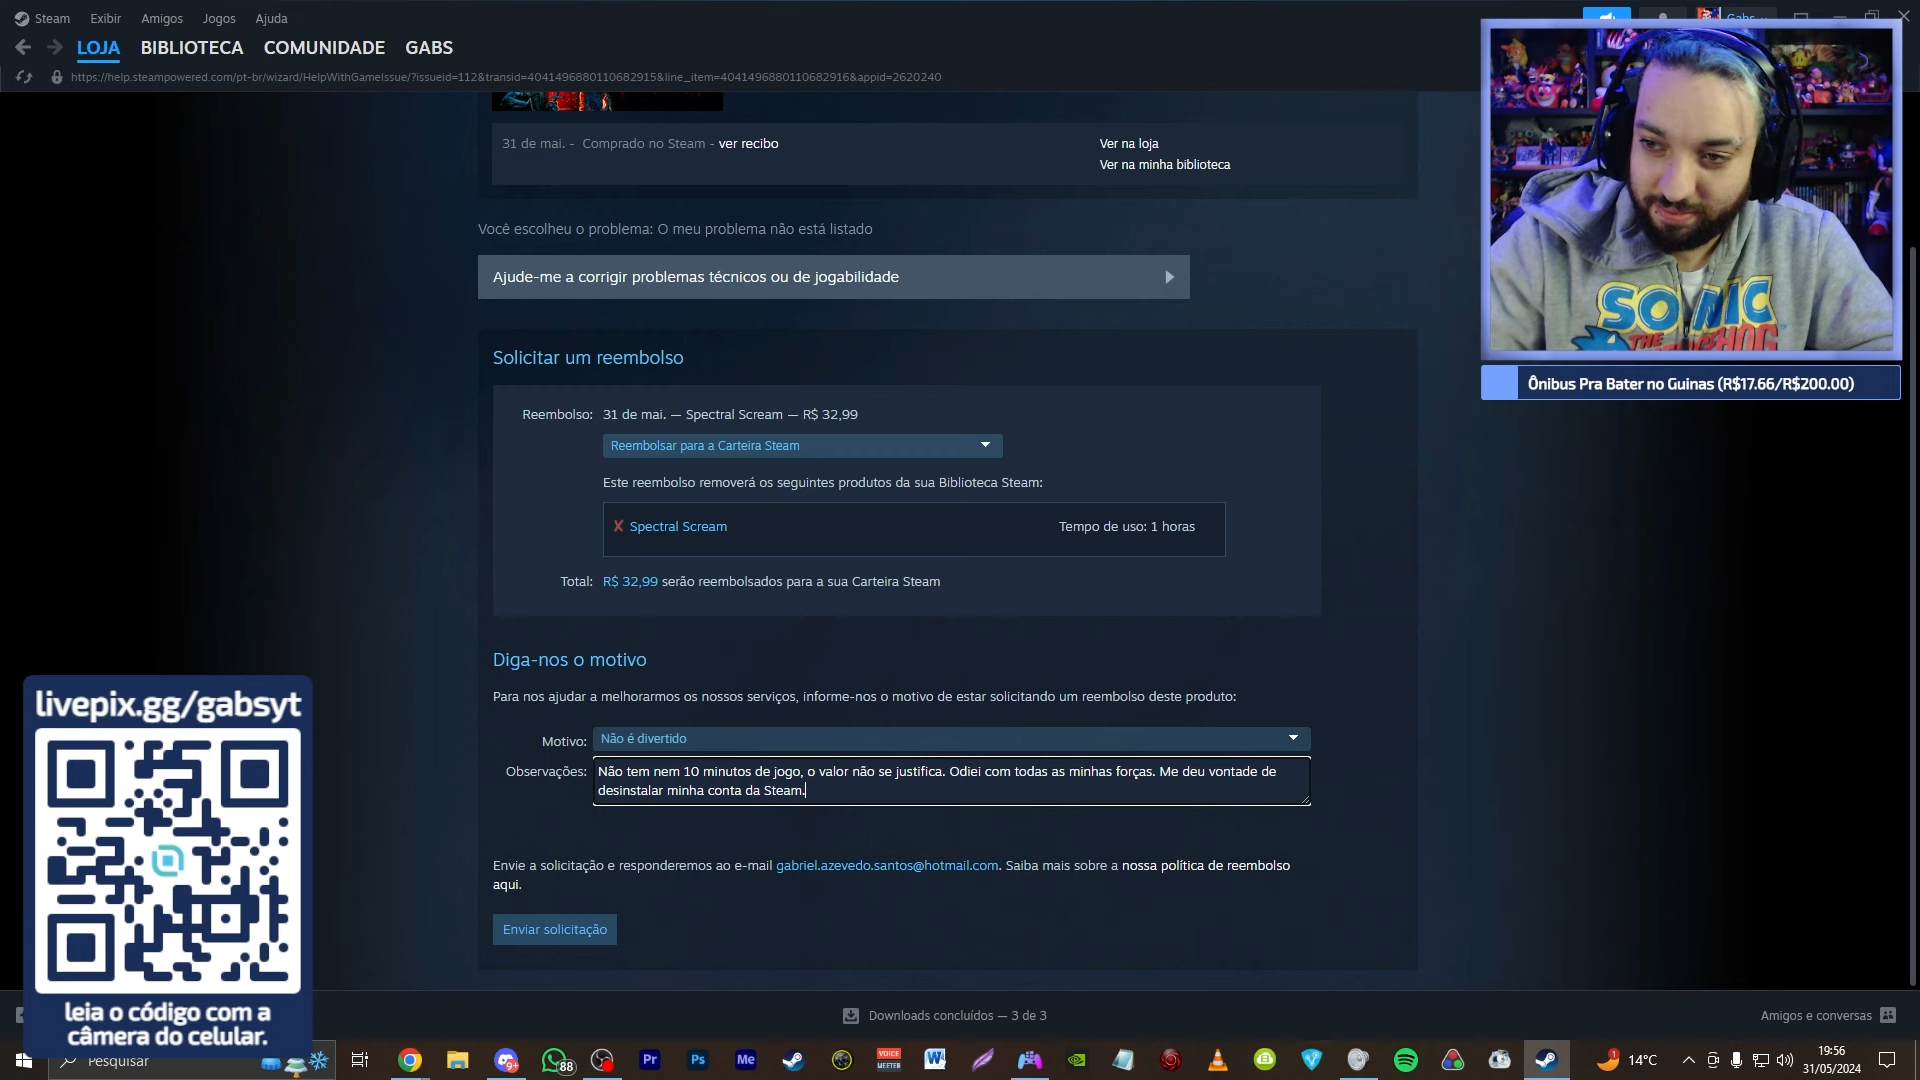 Steam Exibir Amigos Jogos Ajuda
Gabs
LOJA BIBLIOTECA COMUNIDADE GABS
https://help.steampowered.com/pt-br/wizard/HelpWithGameIssue/?issueid=112&transid=4041496880110682915&line_item=4041496880110682916&appid=2620240
31 de mai. - Comprado no Steam - ver recibo
Ver na loja
Ver na minha biblioteca
Você escolheu o problema: O meu problema não está listado
Ajude-me a corrigir problemas técnicos ou de jogabilidade
Solicitar um reembolso
Reembolso: 31 de mai. — Spectral Scream — R$ 32,99
Reembolsar para a Carteira Steam
Este reembolso removerá os seguintes produtos da sua Biblioteca Steam:
X Spectral Scream Tempo de uso: 1 horas
Total: R$ 32,99 serão reembolsados para a sua Carteira Steam
Diga-nos o motivo
Para nos ajudar a melhorarmos os nossos serviços, informe-nos o motivo de estar solicitando um reembolso deste produto:
Motivo: Não é divertido
Observações: Não tem nem 10 minutos de jogo, o valor não se justifica. Odiei com todas as minhas forças. Me deu vontade de
desinstalar minha conta da Steam.
Envie a solicitação e responderemos ao e-mail gabriel.azevedo.santos@hotmail.com. Saiba mais sobre a nossa política de reembolso
aqui.
Enviar solicitação
Downloads concluídos — 3 de 3
Amigos e conversas
SONIC
THE HEDGEHOG
Ônibus Pra Bater no Guinas (R$17.66/R$200.00)
livepix.gg/gabsyt
leia o código com a
câmera do celular.
Pesquisar
9+
88
Pr
Ps
Me
VOICE
MEETER
W
1
14°C
19:56
31/05/2024